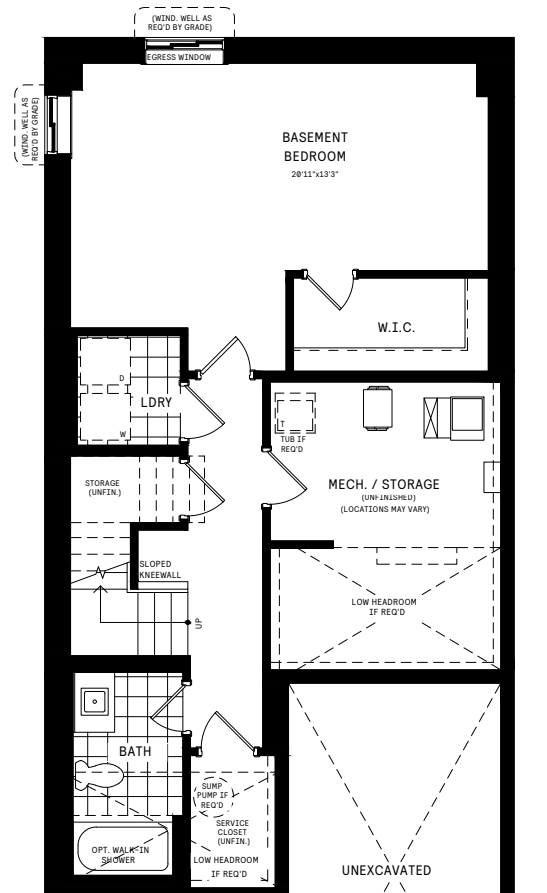 (WIND. WELL AS
REQ'D BY GRADE)
EGRESS WINDOW
(WIND. WELL AS
REQ'D BY GRADE)
BASEMENT
BEDROOM
20'11"x13'3"
W.I.C.
D
LDRY
W
T
TUB IF
REQ'D
MECH. / STORAGE
(UNFINISHED)
(LOCATIONS MAY VARY)
STORAGE
(UNFIN.)
SLOPED
KNEEWALL
UP
LOW HEADROOM
IF REQ'D
BATH
SUMP
PUMP IF
REQ'D
SERVICE
CLOSET
(UNFIN.)
LOW HEADROOM
IF REQ'D
OPT. WALK-IN
SHOWER
UNEXCAVATED